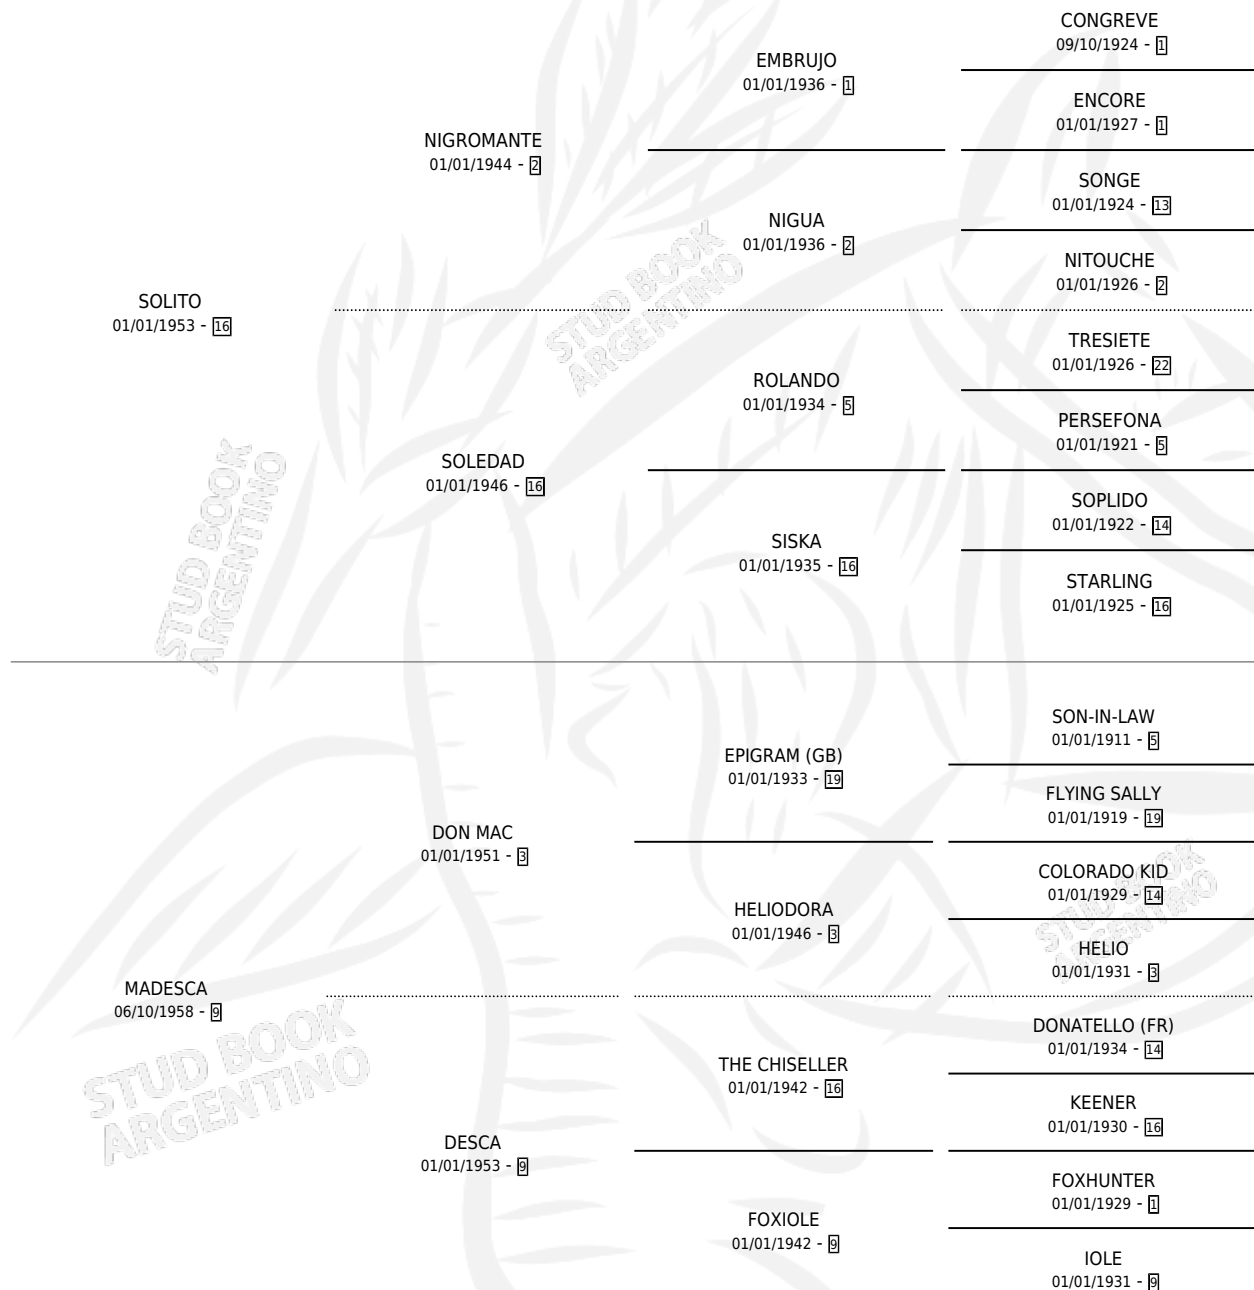 CONGREVE
09/10/1924 - 1
EMBRUJO
01/01/1936 - 1
ENCORE
01/01/1927 - 1
NIGROMANTE
01/01/1944 - 2
SONGE
01/01/1924 - 13
NIGUA
01/01/1936 - 2
NITOUCHE
01/01/1926 - 2
SOLITO
01/01/1953 - 16
TRESIETE
01/01/1926 - 22
ROLANDO
01/01/1934 - 5
PERSEFONA
01/01/1921 - 5
SOLEDAD
01/01/1946 - 16
SOPLIDO
01/01/1922 - 14
SISKA
01/01/1935 - 16
STARLING
01/01/1925 - 16
SON-IN-LAW
01/01/1911 - 5
EPIGRAM (GB)
01/01/1933 - 19
FLYING SALLY
01/01/1919 - 19
DON MAC
01/01/1951 - 3
COLORADO KID
01/01/1929 - 14
HELIODORA
01/01/1946 - 3
HELIO
01/01/1931 - 3
MADESCA
06/10/1958 - 9
DONATELLO (FR)
01/01/1934 - 14
THE CHISELLER
01/01/1942 - 16
KEENER
01/01/1930 - 16
DESCA
01/01/1953 - 9
FOXHUNTER
01/01/1929 - 1
FOXIOLE
01/01/1942 - 9
IOLE
01/01/1931 - 9
STUD BOOK
ARGENTINO
STUD BOOK
ARGENTINO
STUD BOOK
ARGENTINO
STUD BOOK
ARGENTINO